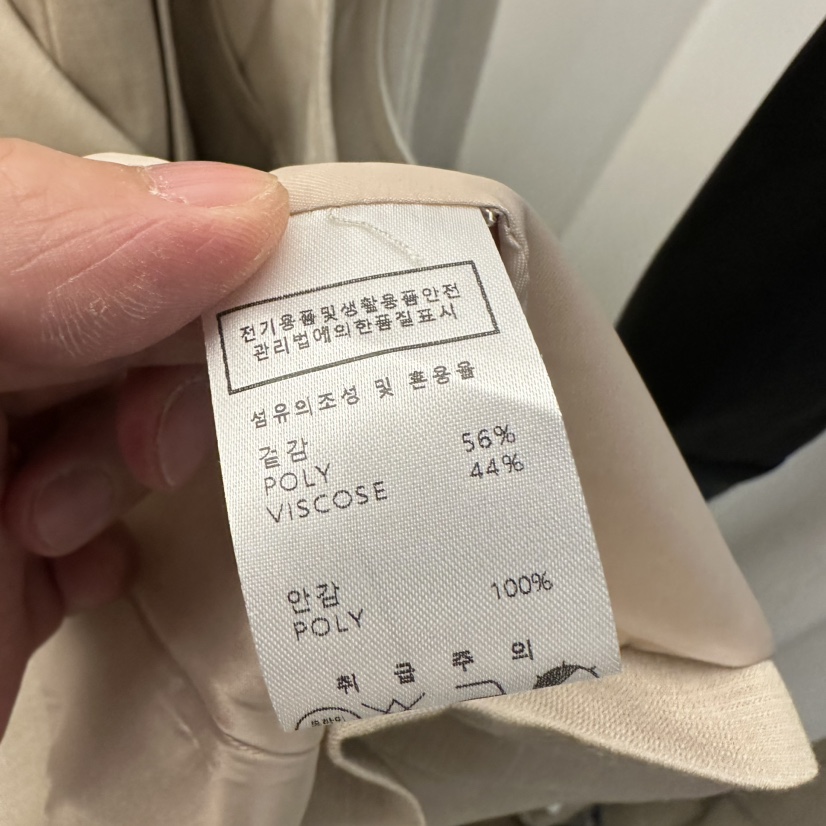 전기용품및생활용품안전
관리법에의한품질표시
섬유의조성 및 혼용율
겉감
POLY 56%
VISCOSE 44%
안감
POLY 100%
취 급 주 의